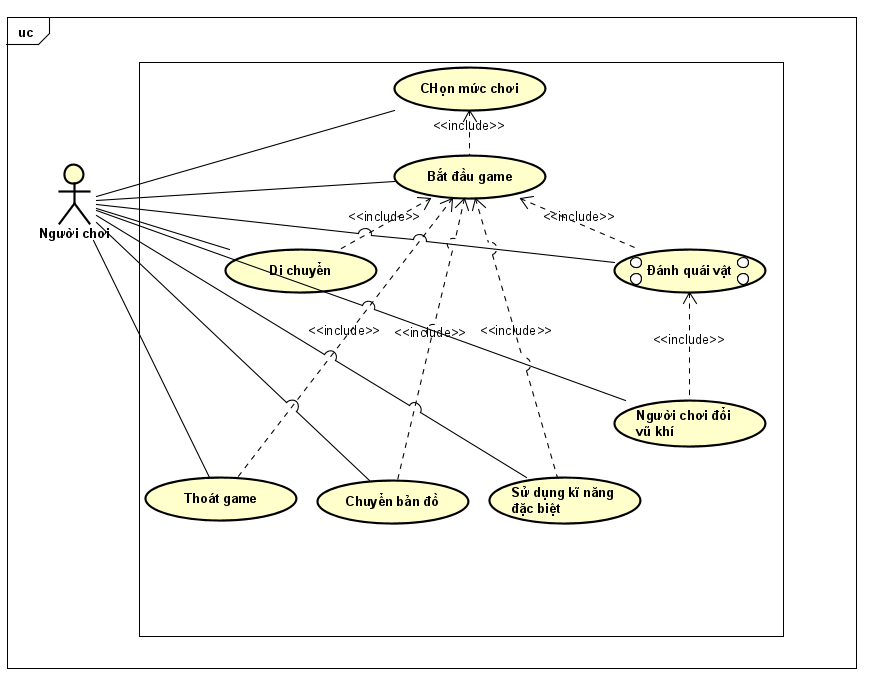 uc
CHọn mức chơi
<<include>>
Bắt đầu game
<<include>>
<<include>>
Người chơi
Di chuyển
Đánh quái vật
<<include>>
<<include>>
<<include>>
<<include>>
Người chơi đổi
vũ khí
Thoát game
Chuyển bản đồ
Sử dụng kĩ năng
đặc biệt